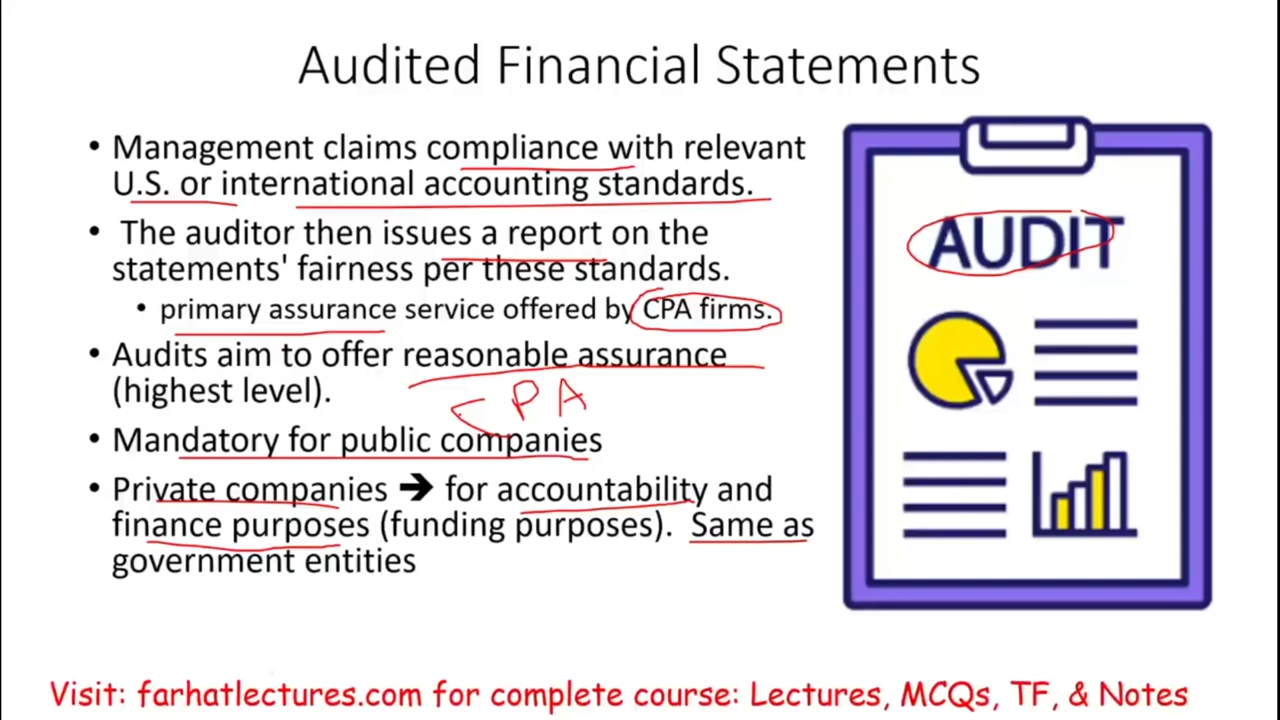 Audited Financial Statements
• Management claims compliance with relevant
U.S. or international accounting standards.
• The auditor then issues a report on the
statements' fairness per these standards.
• primary assurance service offered by CPA firms.
• Audits aim to offer reasonable assurance
(highest level).
CPA
• Mandatory for public companies
• Private companies ➔ for accountability and
finance purposes (funding purposes). Same as
government entities
AUDIT
Visit: farhatlectures.com for complete course: Lectures, MCQs, TF, & Notes